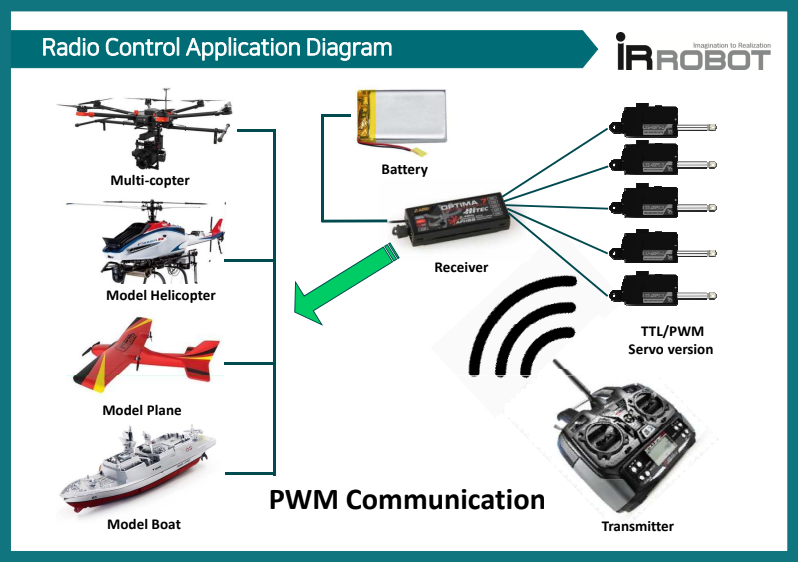 Radio Control Application Diagram
Imagination to Realization
IR ROBOT
Multi-copter
Battery
OPTIMA 7
HiTEC
Model Helicopter
Receiver
TTL/PWM
Servo version
Model Plane
PWM Communication
Model Boat
Transmitter